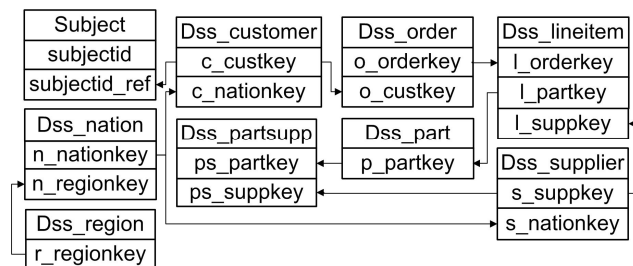 Subject
subjectid
subjectid_ref
Dss_customer
c_custkey
c_nationkey
Dss_order
o_orderkey
o_custkey
Dss_lineitem
l_orderkey
l_partkey
l_suppkey
Dss_nation
n_nationkey
n_regionkey
Dss_partsupp
ps_partkey
ps_suppkey
Dss_part
p_partkey
Dss_supplier
s_suppkey
s_nationkey
Dss_region
r_regionkey